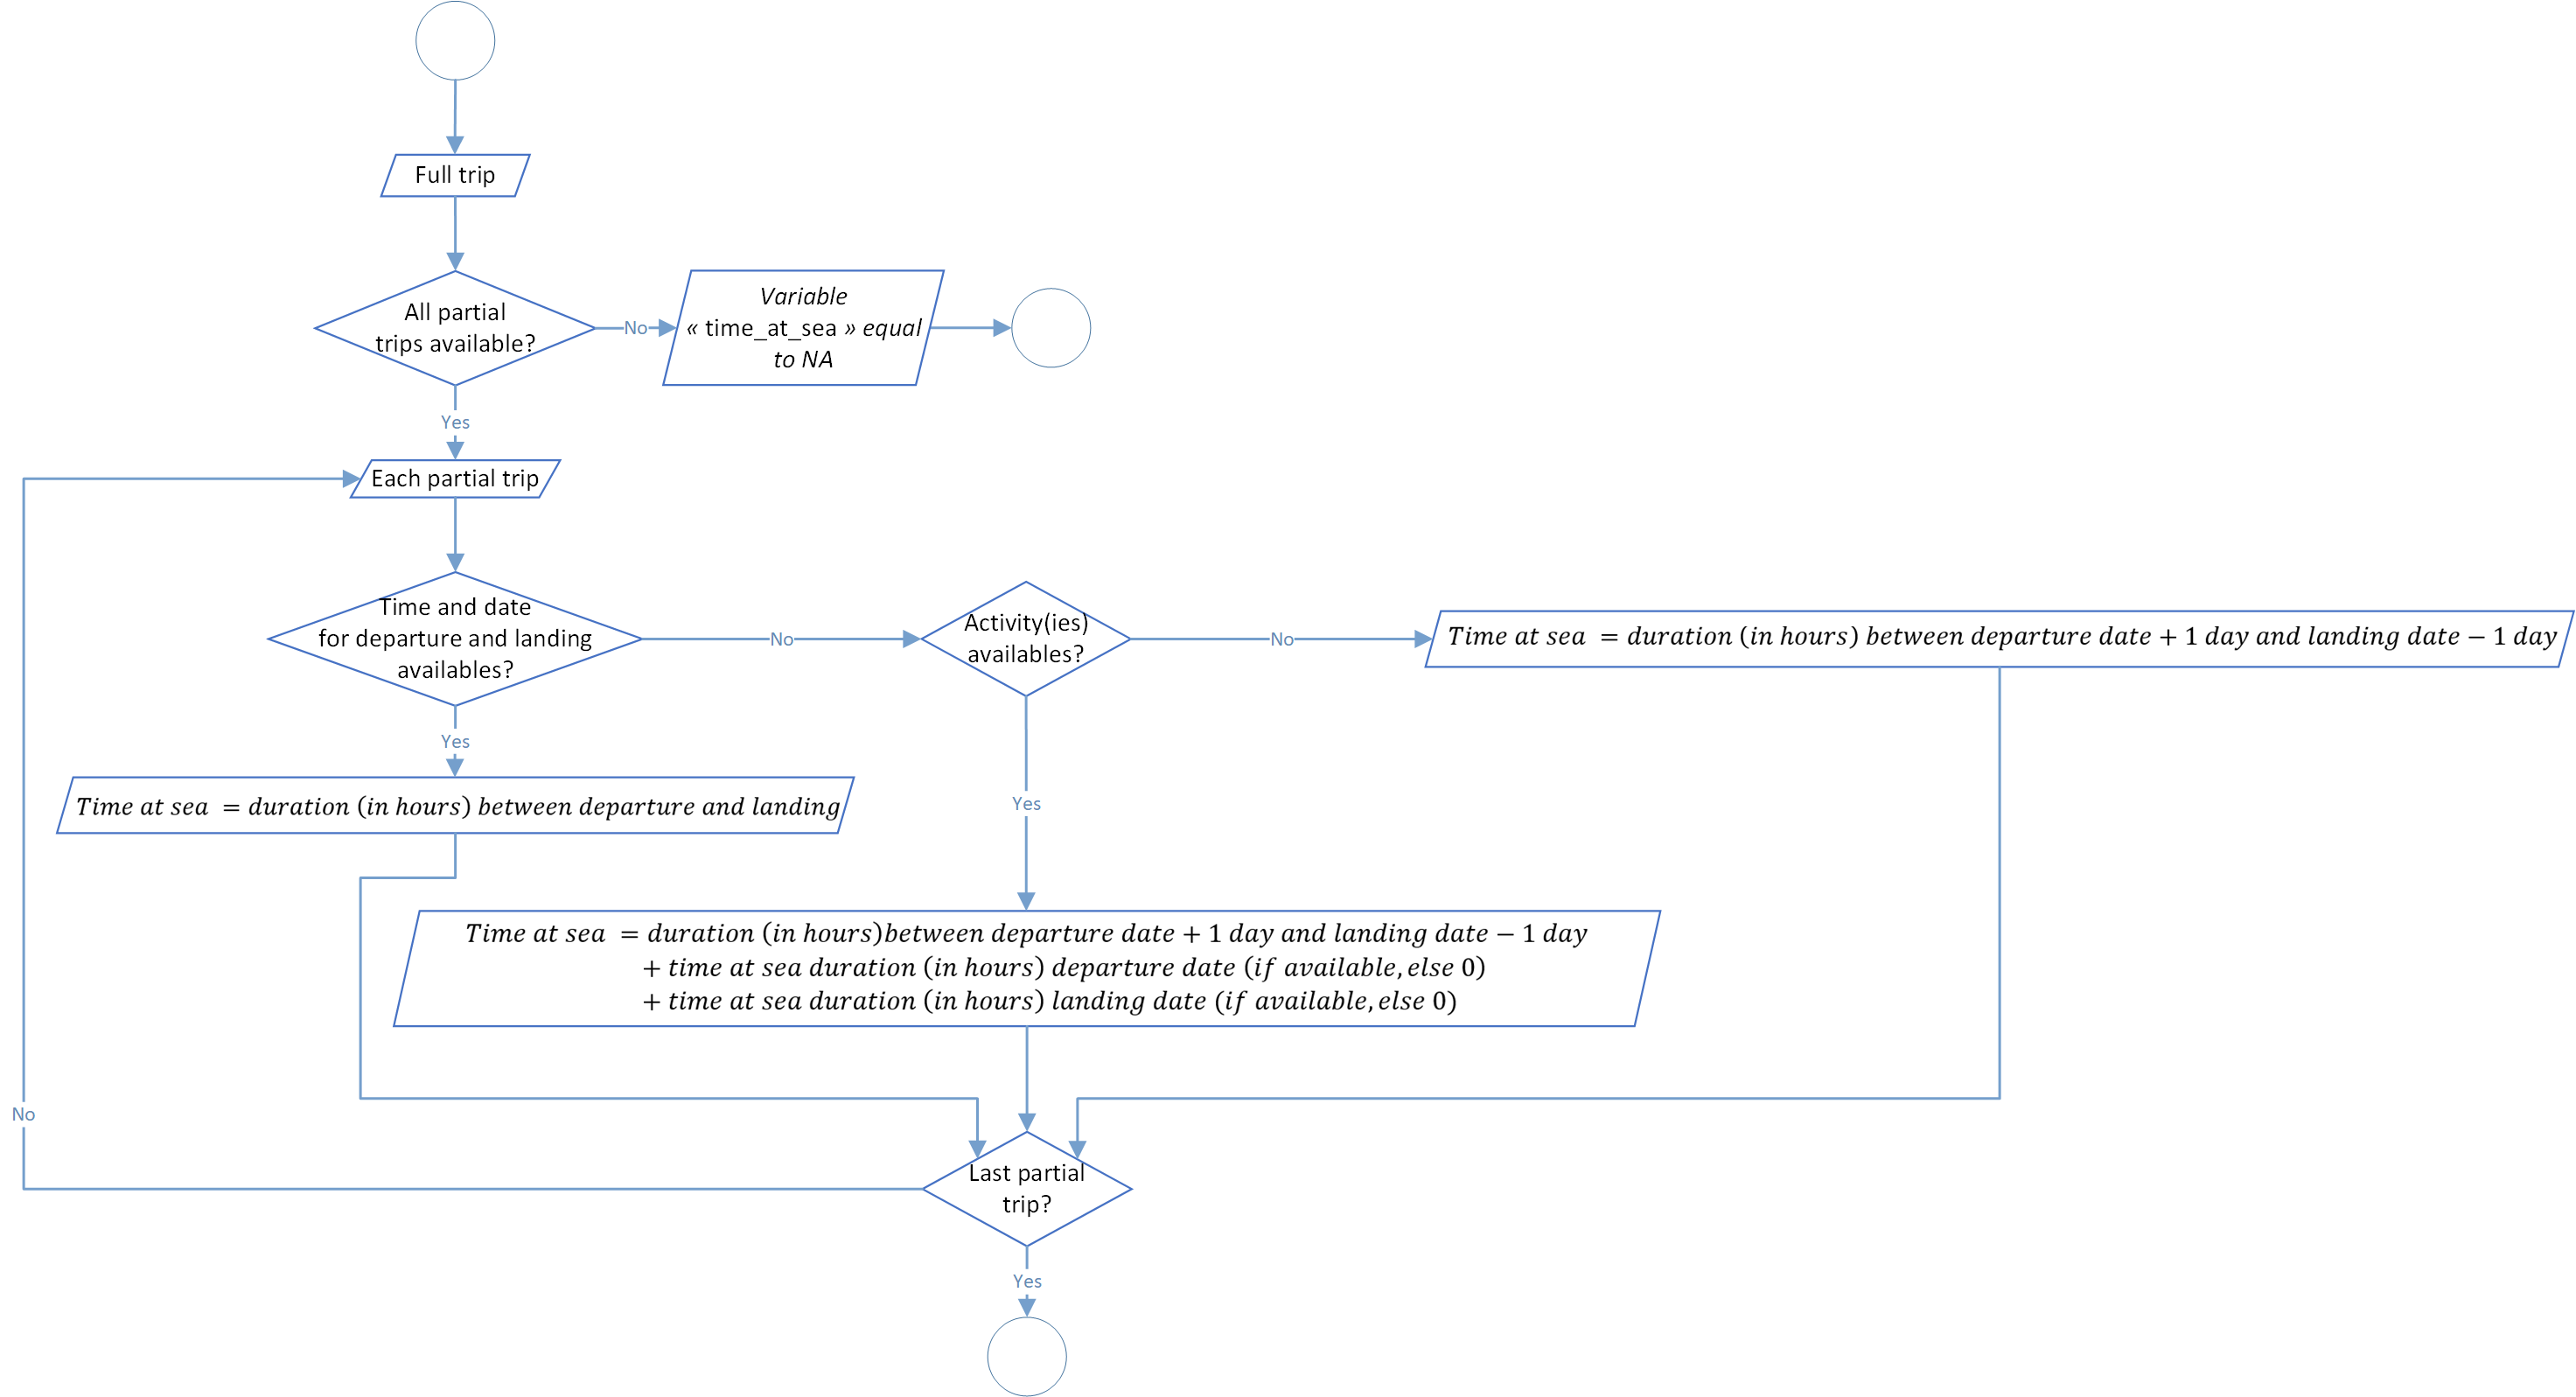 Full trip
All partial
trips available?
No
Variable
« time_at_sea » equal
to NA
Yes
Each partial trip
Time and date
for departure and landing
availables?
No
Activity(ies)
availables?
No
Time at sea = duration (in hours) between departure date + 1 day and landing date − 1 day
Yes
Time at sea = duration (in hours) between departure and landing
Yes
Time at sea = duration (in hours)between departure date + 1 day and landing date − 1 day
+ time at sea duration (in hours) departure date (if available, else 0)
+ time at sea duration (in hours) landing date (if available, else 0)
No
Last partial
trip?
Yes